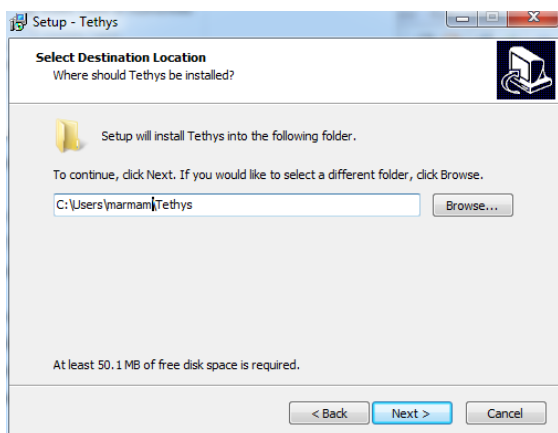 Setup - Tethys
Select Destination Location
Where should Tethys be installed?
Setup will install Tethys into the following folder.
To continue, click Next. If you would like to select a different folder, click Browse.
C:\Users\marmam\Tethys
Browse...
At least 50.1 MB of free disk space is required.
< Back
Next >
Cancel